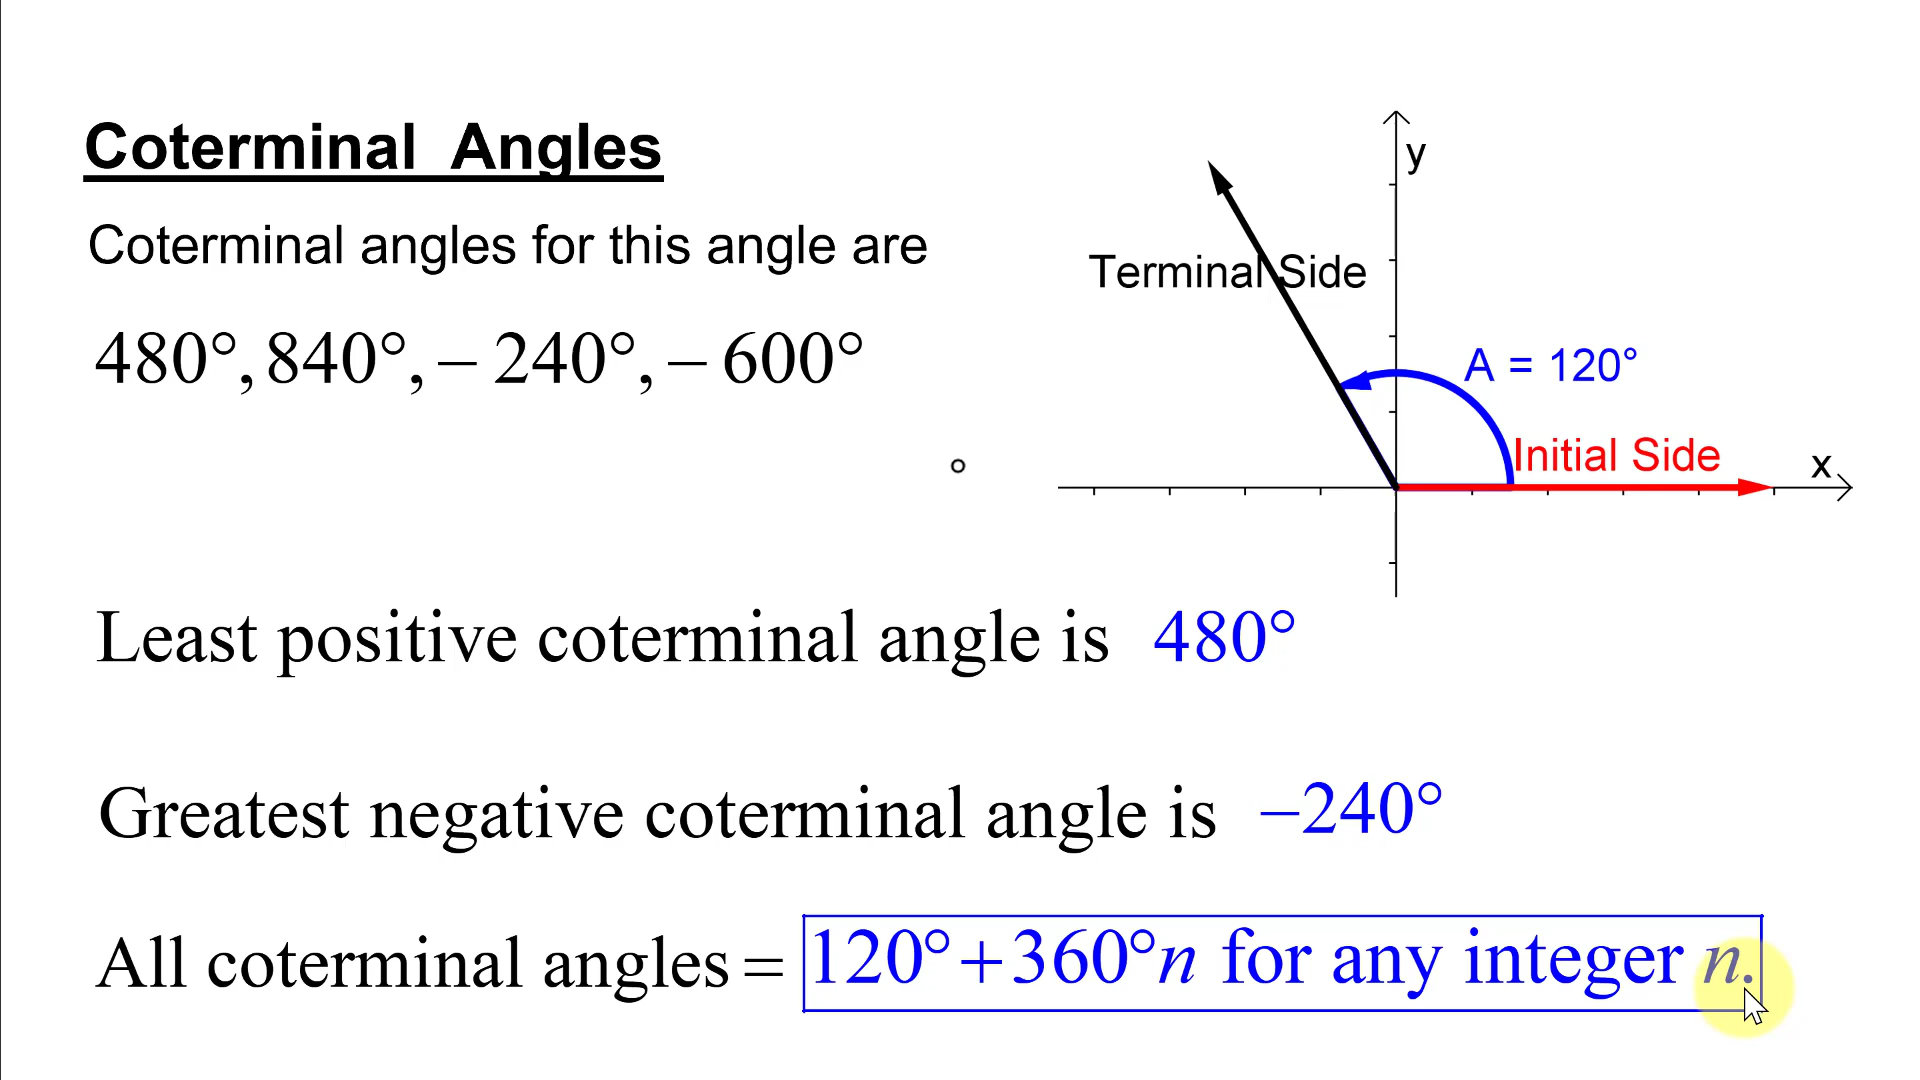 Coterminal Angles
Coterminal angles for this angle are
480°, 840°, – 240°, – 600°
°
y
Terminal Side
A = 120°
Initial Side
x
Least positive coterminal angle is 480°
Greatest negative coterminal angle is –240°
All coterminal angles = 120° + 360°n for any integer n.